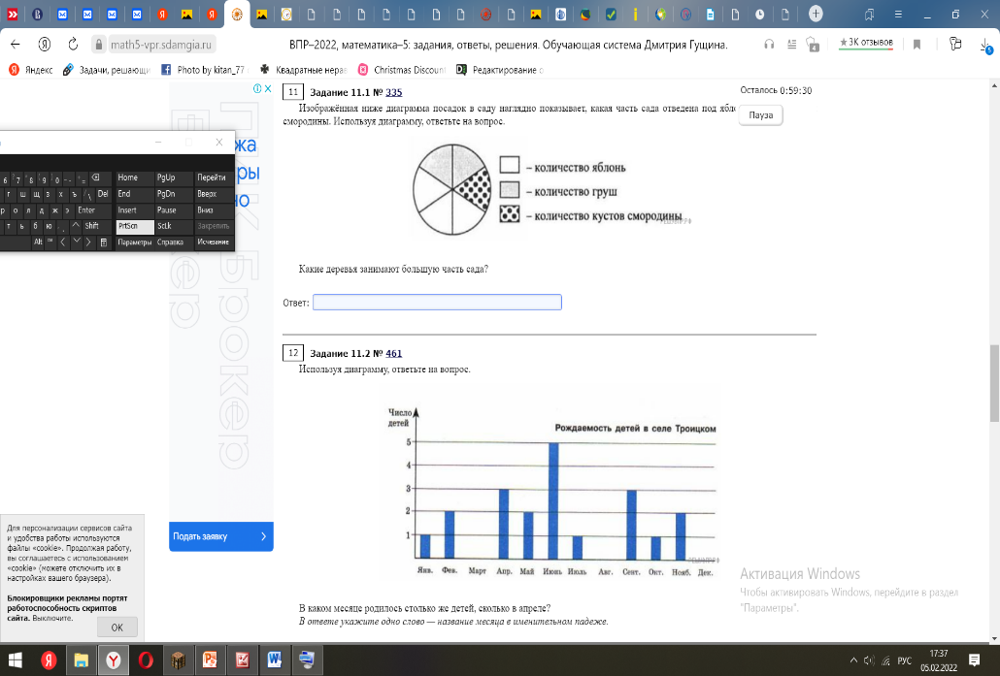 math5-vpr.sdamgia.ru
ВПР–2022, математика–5: задания, ответы, решения. Обучающая система Дмитрия Гущина.
★ 3К отзывов
Яндекс
Задачи, решающи
Photo by kitan_77
Квадратные нерав
Christmas Discount
Редактирование
11 Задание 11.1 № 335
Осталось 0:59:30
Пауза
Изображённая ниже диаграмма посадок в саду наглядно показывает, какая часть сада отведена под
смородины. Используя диаграмму, ответьте на вопрос.
– количество яблонь
– количество груш
– количество кустов смородины
Какие деревья занимают большую часть сада?
Ответ:
12 Задание 11.2 № 461
Используя диаграмму, ответьте на вопрос.
Число
детей
Рождаемость детей в селе Троицком
5
4
3
2
1
Янв. Фев. Март Апр. Май Июнь Июль Авг. Сент. Окт. Нояб. Дек.
В каком месяце родилось столько же детей, сколько в апреле?
В ответе укажите одно слово — название месяца в именительном падеже.
Home PgUp Перейти
End PgDn Вверх
Insert Pause Вниз
PrtScn ScLk Закрепить
Параметры Справка Исчезание
Del
Enter
Shift
Alt
Брокер
Подать заявку
Для персонализации сервисов сайта
и удобства работы используются
файлы «cookie». Продолжая работу,
вы соглашаетесь с использованием
«cookie» (можете отключить их в
настройках вашего браузера).
Блокировщики рекламы портят
работоспособность скриптов
сайта. Выключите.
OK
Активация Windows
Чтобы активировать Windows, перейдите в раздел
"Параметры".
РУС
17:37
05.02.2022